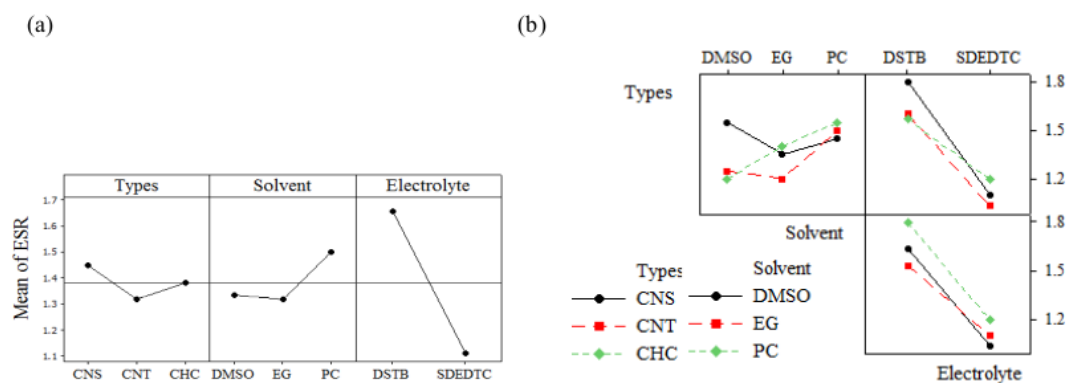 (a)
(b)
Types Solvent Electrolyte
Mean of ESR
1.7
1.6
1.5
1.4
1.3
1.2
1.1
CNS CNT CHC DMSO EG PC DSTB SDEDTC
DMSO EG PC DSTB SDEDTC
Types
1.8
1.5
1.2
Solvent
1.8
1.5
1.2
Electrolyte
Types
CNS
CNT
CHC
Solvent
DMSO
EG
PC